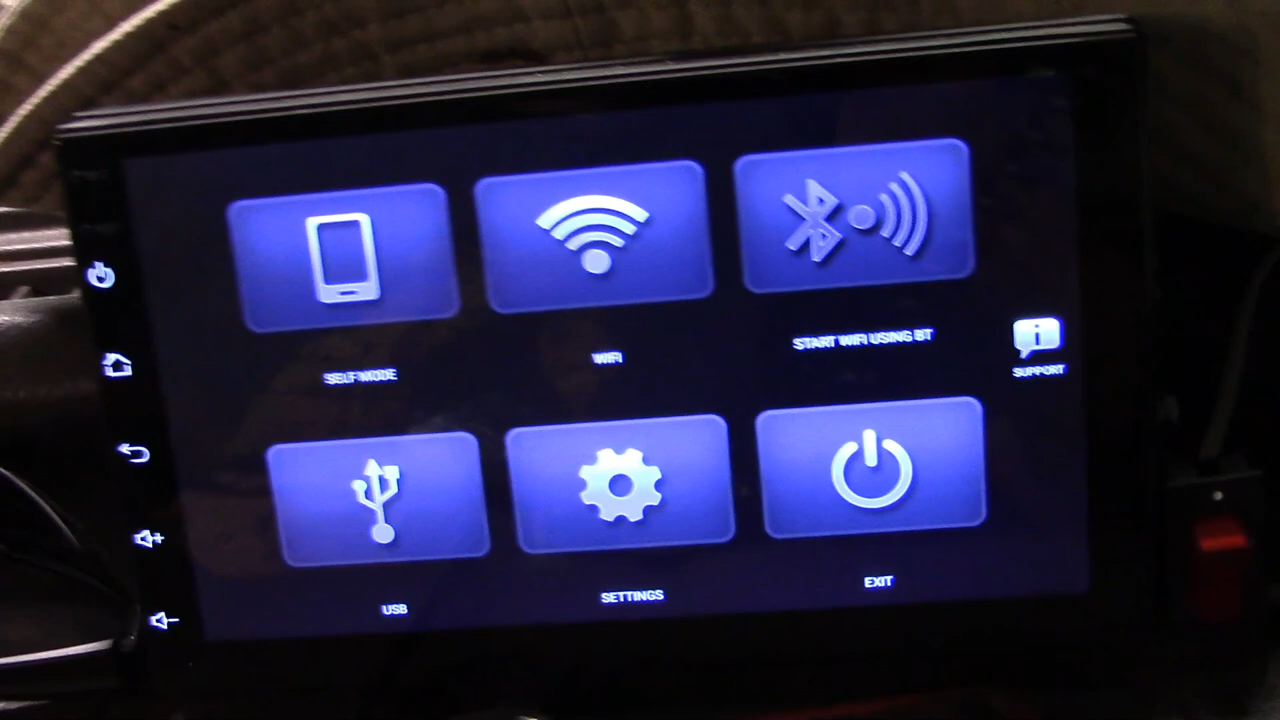 SELF MODE
WIFI
START WIFI USING BT
SUPPORT
USB
SETTINGS
EXIT